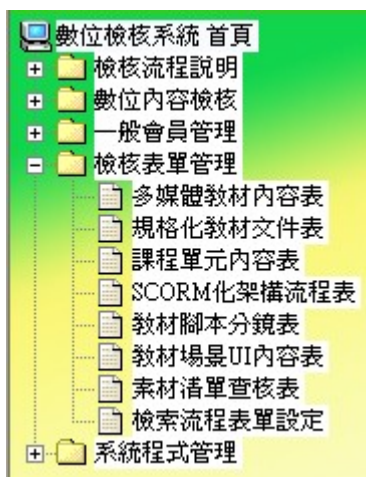 數位檢核系統 首頁
檢核流程說明
數位內容檢核
一般會員管理
檢核表單管理
多媒體教材內容表
規格化教材文件表
課程單元內容表
SCORM化架構流程表
教材腳本分鏡表
教材場景UI內容表
素材清單查核表
檢索流程表單設定
系統程式管理